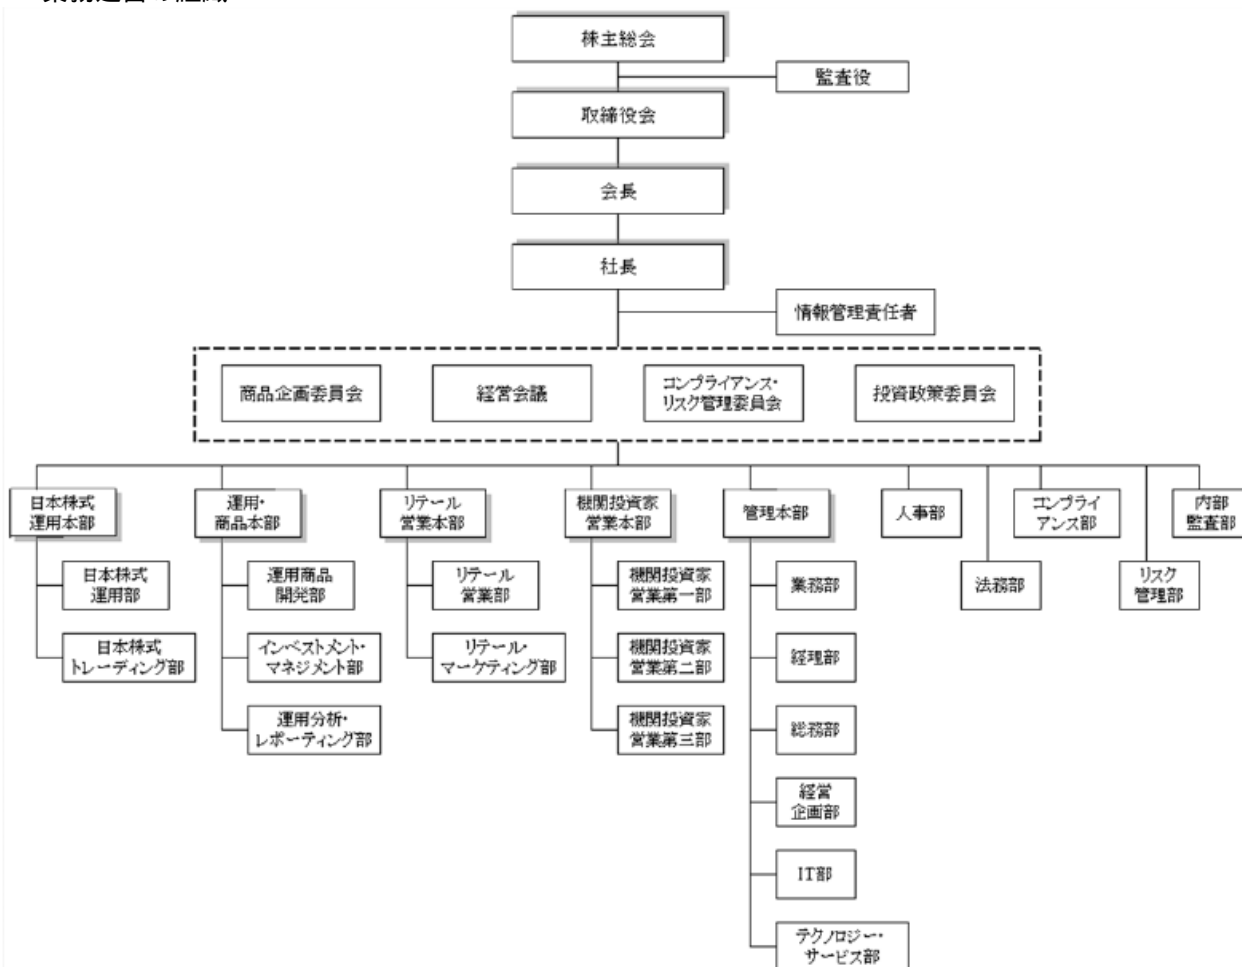 株主総会
監査役
取締役会
会長
社長
情報管理責任者
商品企画委員会
経営会議
コンプライアンス・
リスク管理委員会
投資政策委員会
日本株式
運用本部
運用・
商品本部
リテール
営業本部
機関投資家
営業本部
管理本部
人事部
コンプライ
アンス部
内部
監査部
日本株式
運用部
運用商品
開発部
リテール
営業部
機関投資家
営業第一部
業務部
法務部
リスク
管理部
日本株式
トレーディング部
インベストメント・
マネジメント部
リテール・
マーケティング部
機関投資家
営業第二部
経理部
運用分析・
レポーティング部
機関投資家
営業第三部
総務部
経営
企画部
IT部
テクノロジー・
サービス部